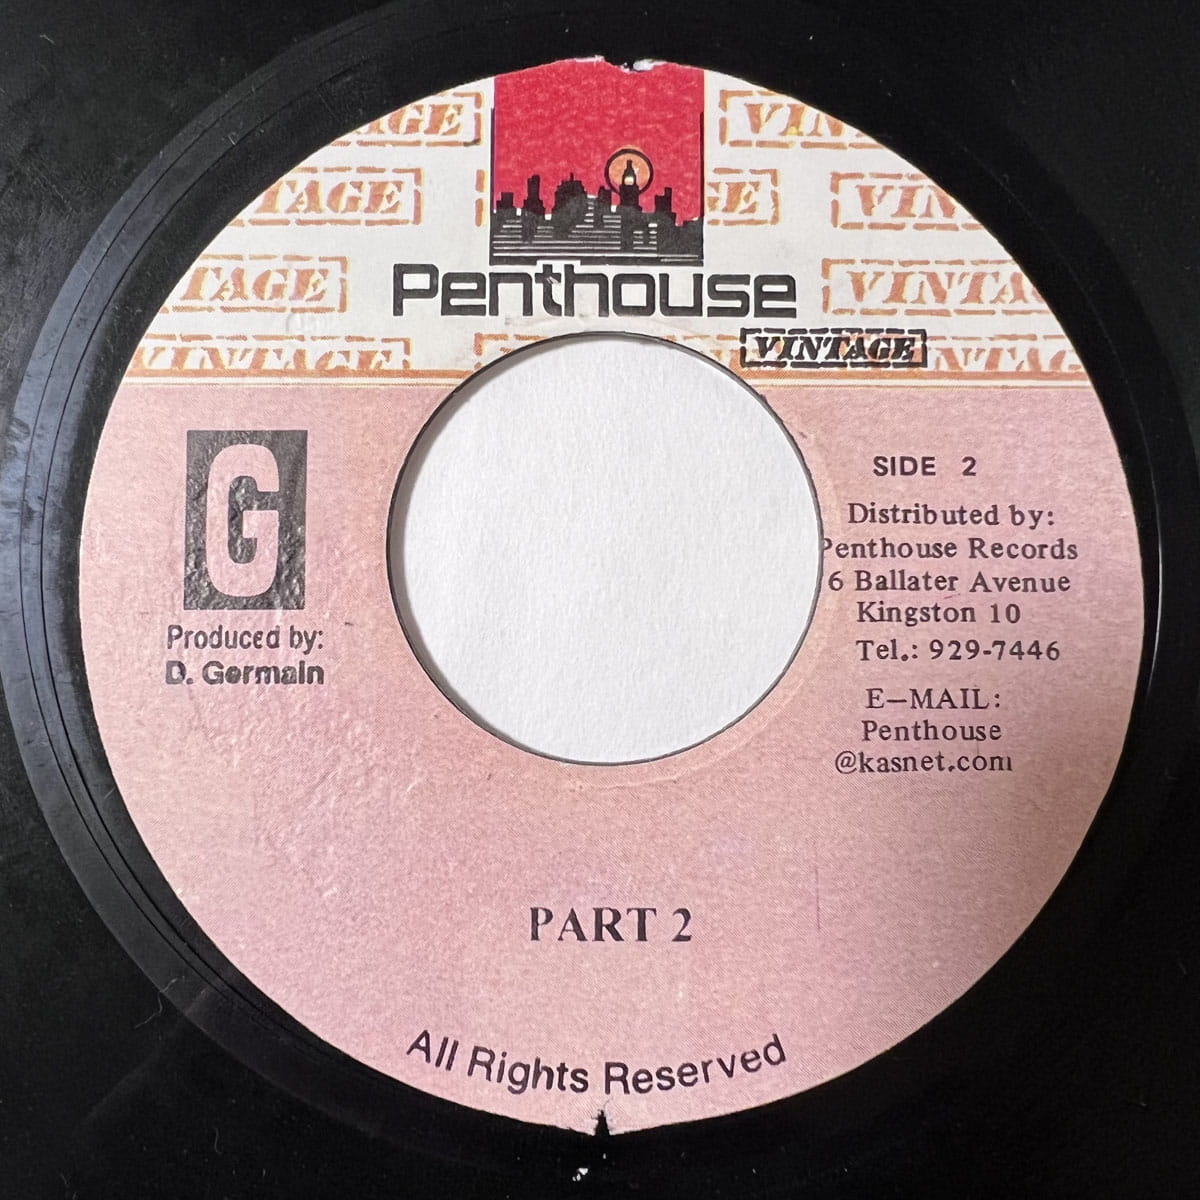 VINTAGE
Penthouse
VINTAGE
G
Produced by:
D. Germain
SIDE 2
Distributed by:
Penthouse Records
6 Ballater Avenue
Kingston 10
Tel.: 929-7446
E-MAIL:
Penthouse
@kasnet.com
PART 2
All Rights Reserved